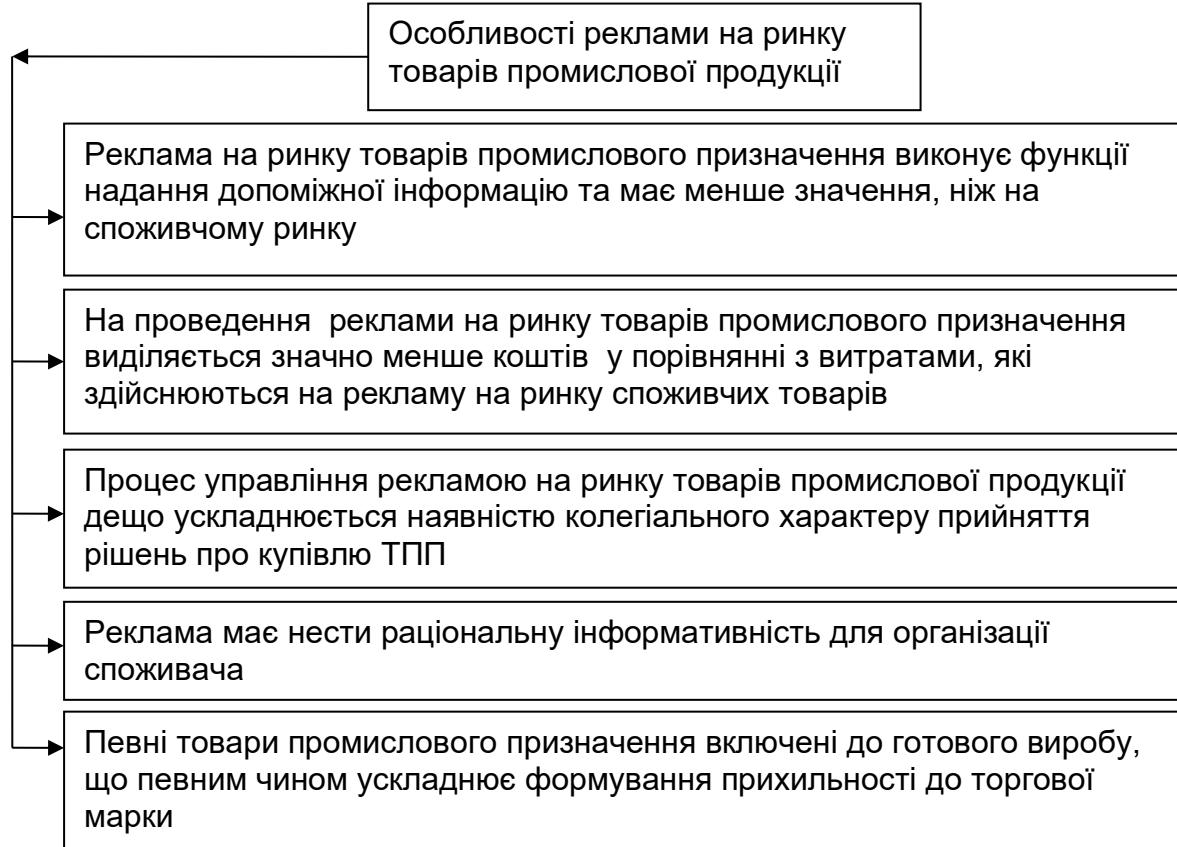 Особливості реклами на ринку
товарів промислової продукції
Реклама на ринку товарів промислового призначення виконує функції
надання допоміжної інформацію та має менше значення, ніж на
споживчому ринку
На проведення  реклами на ринку товарів промислового призначення
виділяється значно менше коштів  у порівнянні з витратами, які
здійснюються на рекламу на ринку споживчих товарів
Процес управління рекламою на ринку товарів промислової продукції
дещо ускладнюється наявністю колегіального характеру прийняття
рішень про купівлю ТПП
Реклама має нести раціональну інформативність для організації
споживача
Певні товари промислового призначення включені до готового виробу,
що певним чином ускладнює формування прихильності до торгової
марки